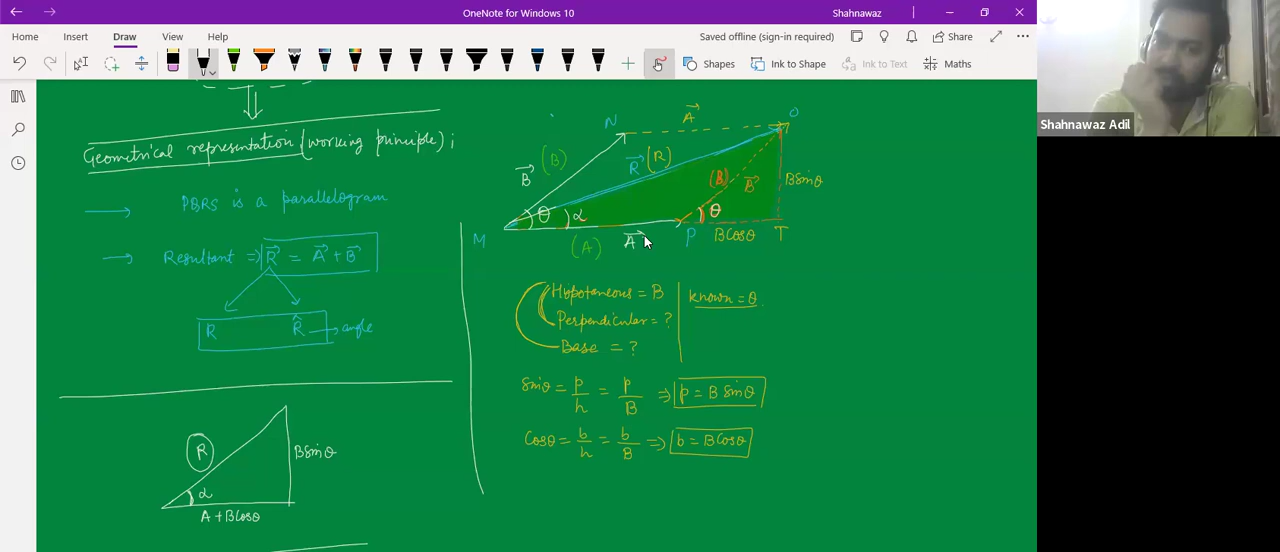 OneNote for Windows 10
Shahnawaz
Home Insert Draw View Help
Saved offline (sign-in required)
Share
Shapes
Ink to Shape
Ink to Text
Maths
Shahnawaz Adil
Geometrical representation (working principle) ;
PBRS is a parallelogram
Resultant ⇒ R⃗ = A⃗ + B⃗
R R̂ → angle
R
α
B sinθ
A + B cosθ
N A⃗ O
B⃗ (B) R⃗ (R) (B) B⃗ B sinθ
θ α θ
M (A) A⃗ P B cosθ T
Hypotaneous = B
known = θ
Perpendicular = ?
Base = ?
Sinθ = p/h = p/B ⇒ p = B sinθ
Cosθ = b/h = b/B ⇒ b = B cosθ